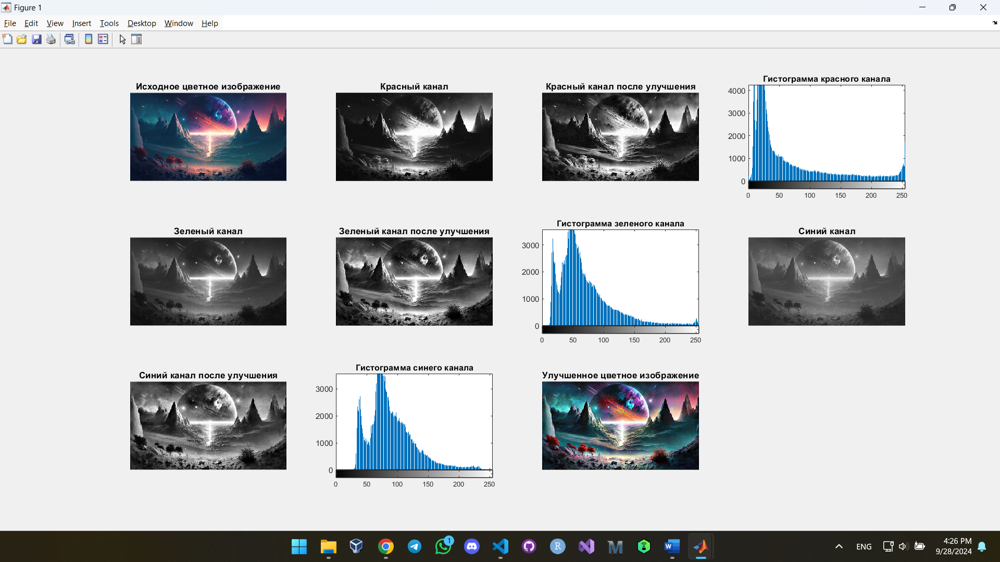 Figure 1
File Edit View Insert Tools Desktop Window Help
Исходное цветное изображение
Красный канал
Красный канал после улучшения
Гистограмма красного канала
4000
3000
2000
1000
0
0 50 100 150 200 250
Зеленый канал
Зеленый канал после улучшения
Гистограмма зеленого канала
3000
2000
1000
0
0 50 100 150 200 250
Синий канал
Синий канал после улучшения
Гистограмма синего канала
3000
2000
1000
0
0 50 100 150 200 250
Улучшенное цветное изображение
1
R
M
W
ENG
4:26 PM
9/28/2024